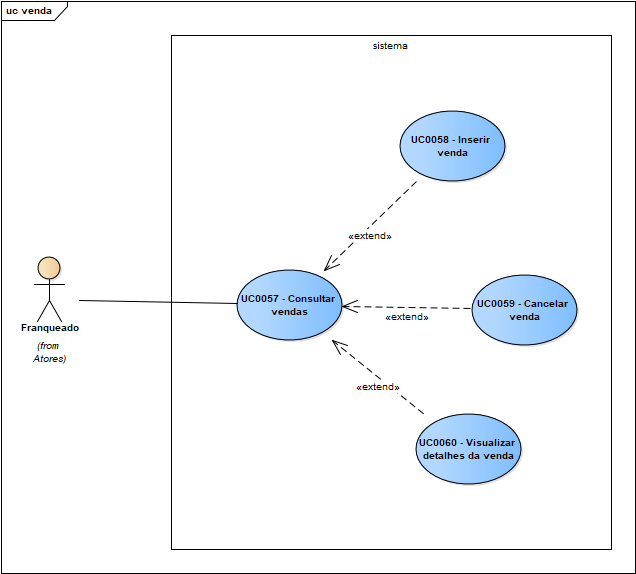 uc venda
sistema
UC0058 - Inserir
venda
«extend»
UC0057 - Consultar
vendas
UC0059 - Cancelar
venda
«extend»
Franqueado
(from
Atores)
«extend»
UC0060 - Visualizar
detalhes da venda